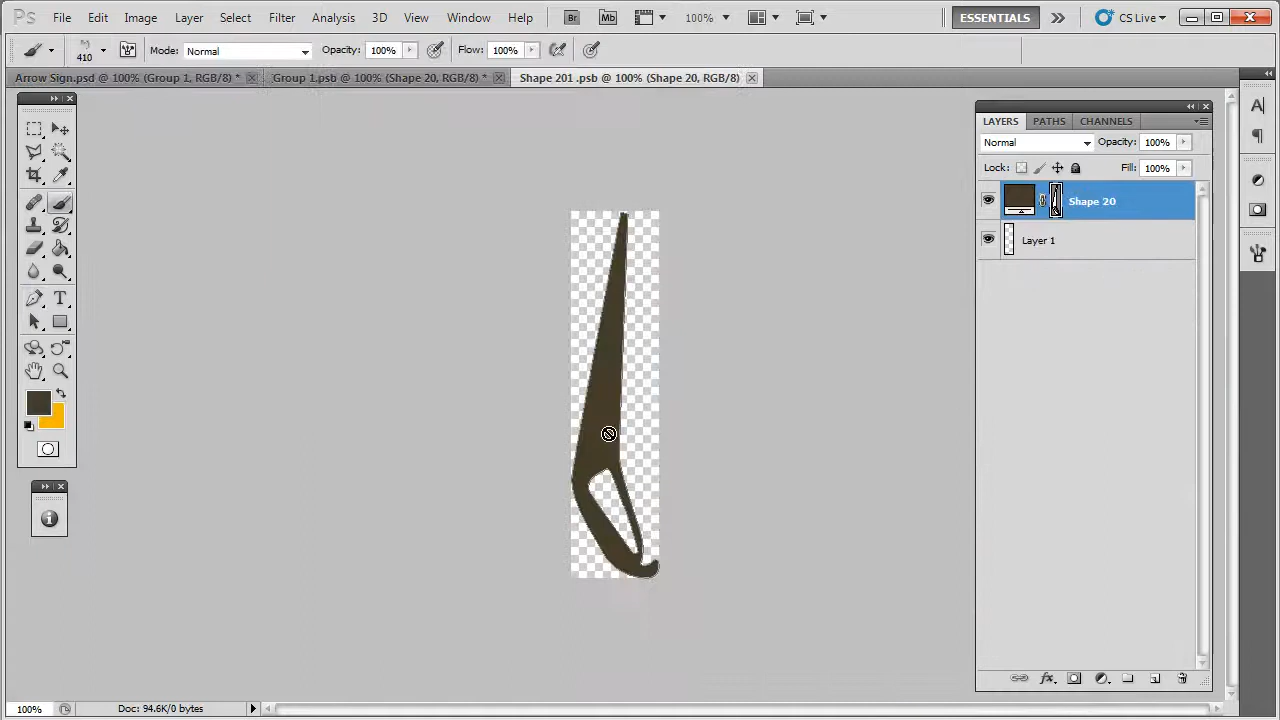 Ps File Edit Image Layer Select Filter Analysis 3D View Window Help Br Mb 100% ESSENTIALS CS Live
410 Mode: Normal Opacity: 100% Flow: 100%
Arrow Sign.psd @ 100% (Group 1, RGB/8) * Group 1.psb @ 100% (Shape 20, RGB/8) * Shape 201 .psb @ 100% (Shape 20, RGB/8)
LAYERS PATHS CHANNELS
Normal Opacity: 100%
Lock: Fill: 100%
Shape 20
Layer 1
T
A
100% Doc: 94.6K/0 bytes